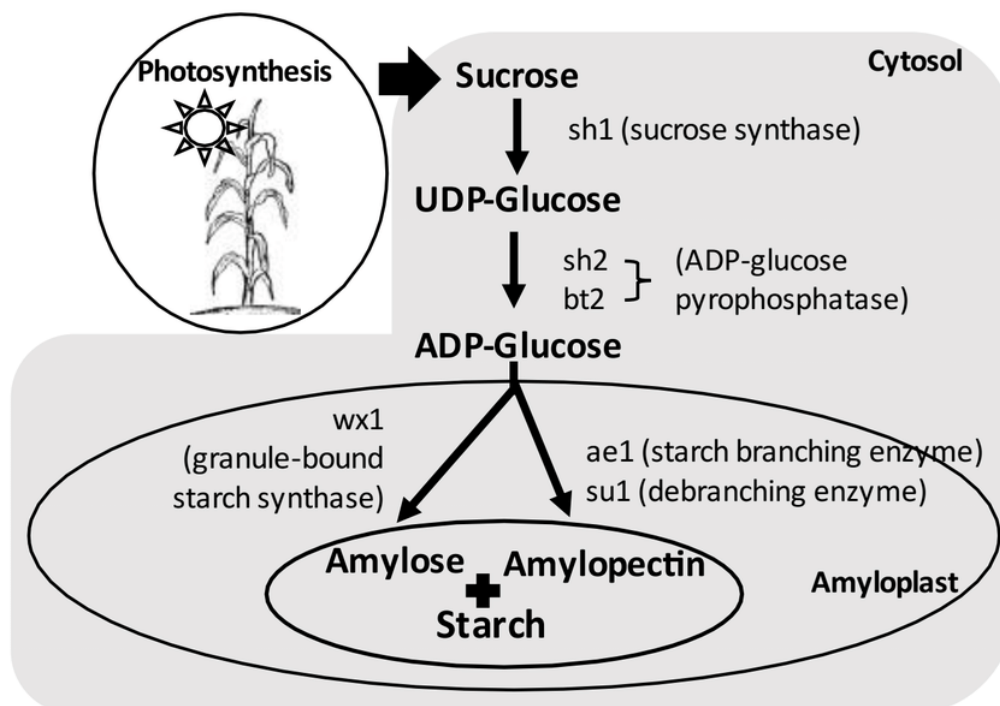 Photosynthesis
Sucrose
Cytosol
sh1 (sucrose synthase)
UDP-Glucose
sh2
bt2
(ADP-glucose
pyrophosphatase)
ADP-Glucose
wx1
(granule-bound
starch synthase)
ae1 (starch branching enzyme)
su1 (debranching enzyme)
Amylose
Amylopectin
Starch
Amyloplast